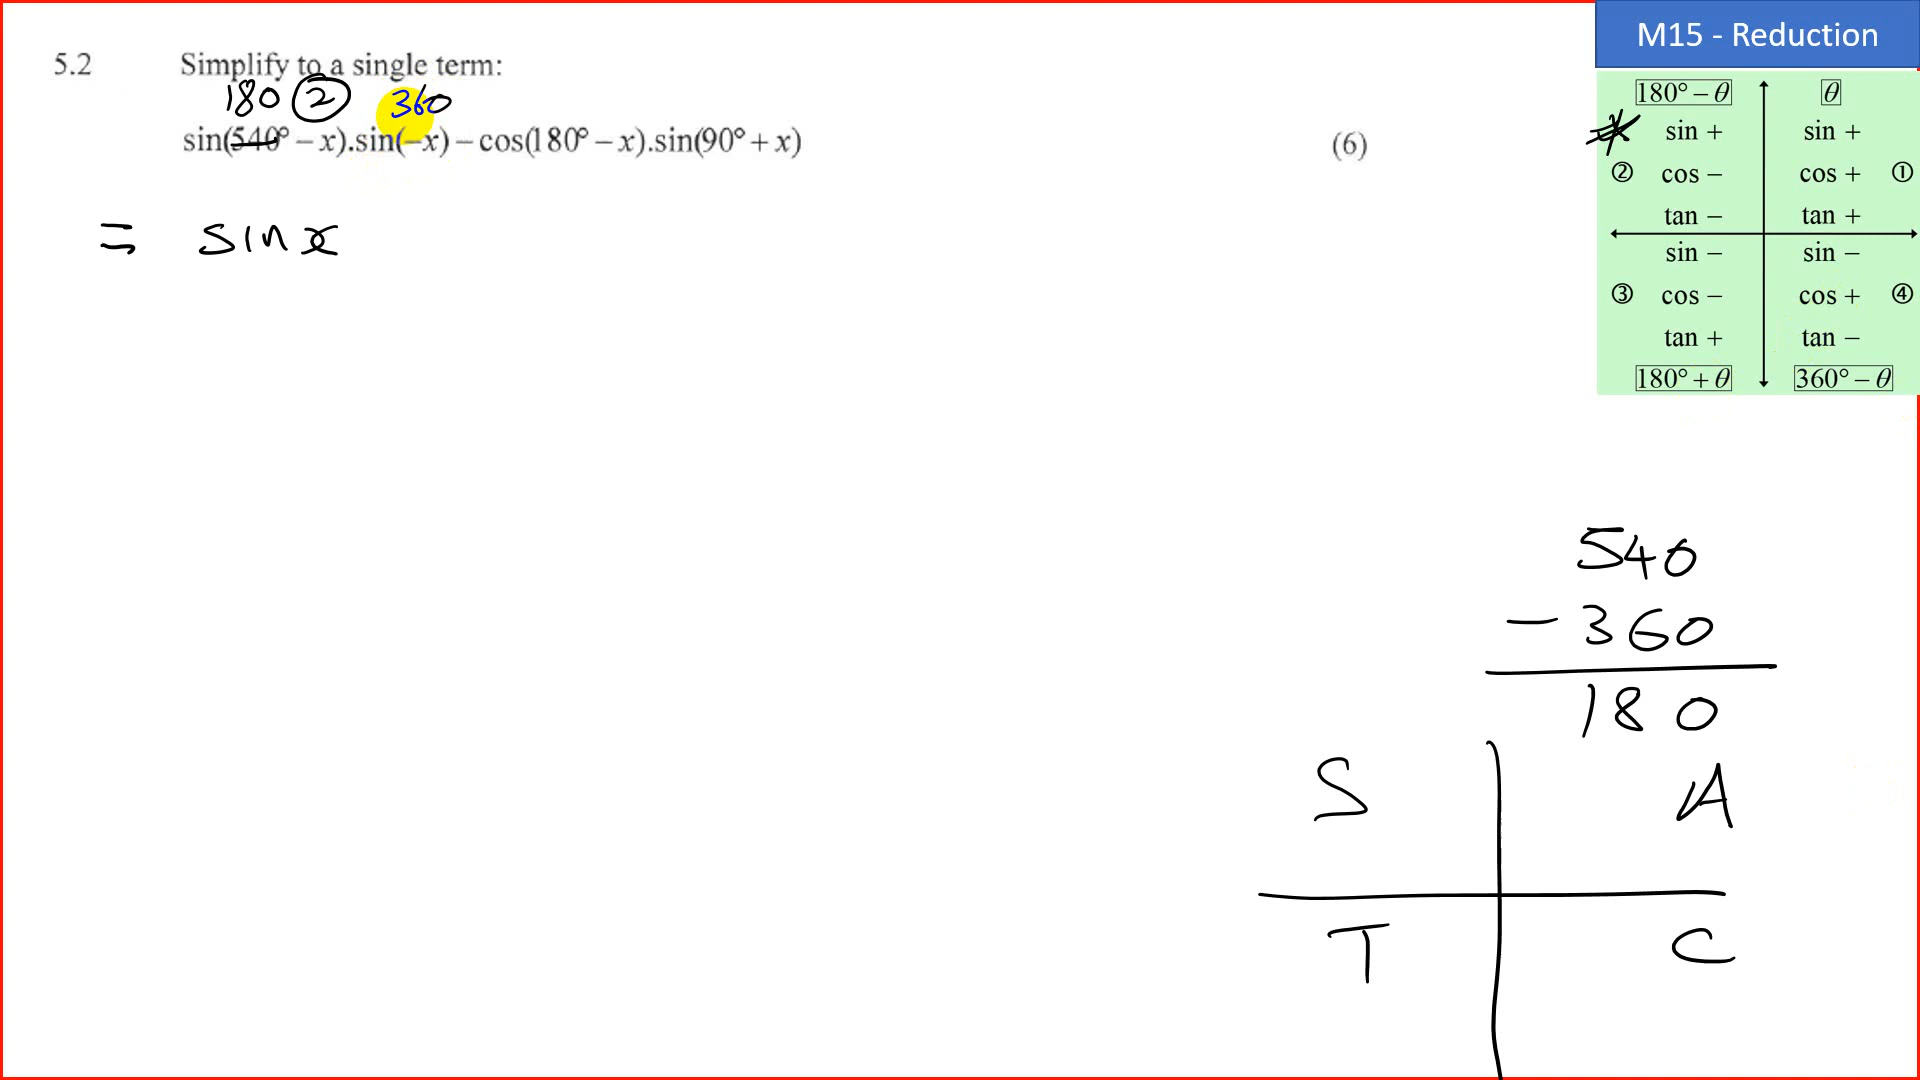 M15 - Reduction
5.2 Simplify to a single term:
180 ② 360
sin(540° − x).sin(−x) − cos(180° − x).sin(90° + x) (6)
= sin x
180° − θ θ
sin + sin +
② cos − cos + ①
tan − tan +
sin − sin −
③ cos − cos + ④
tan + tan −
180° + θ 360° − θ
540
− 360
180
S A
T C